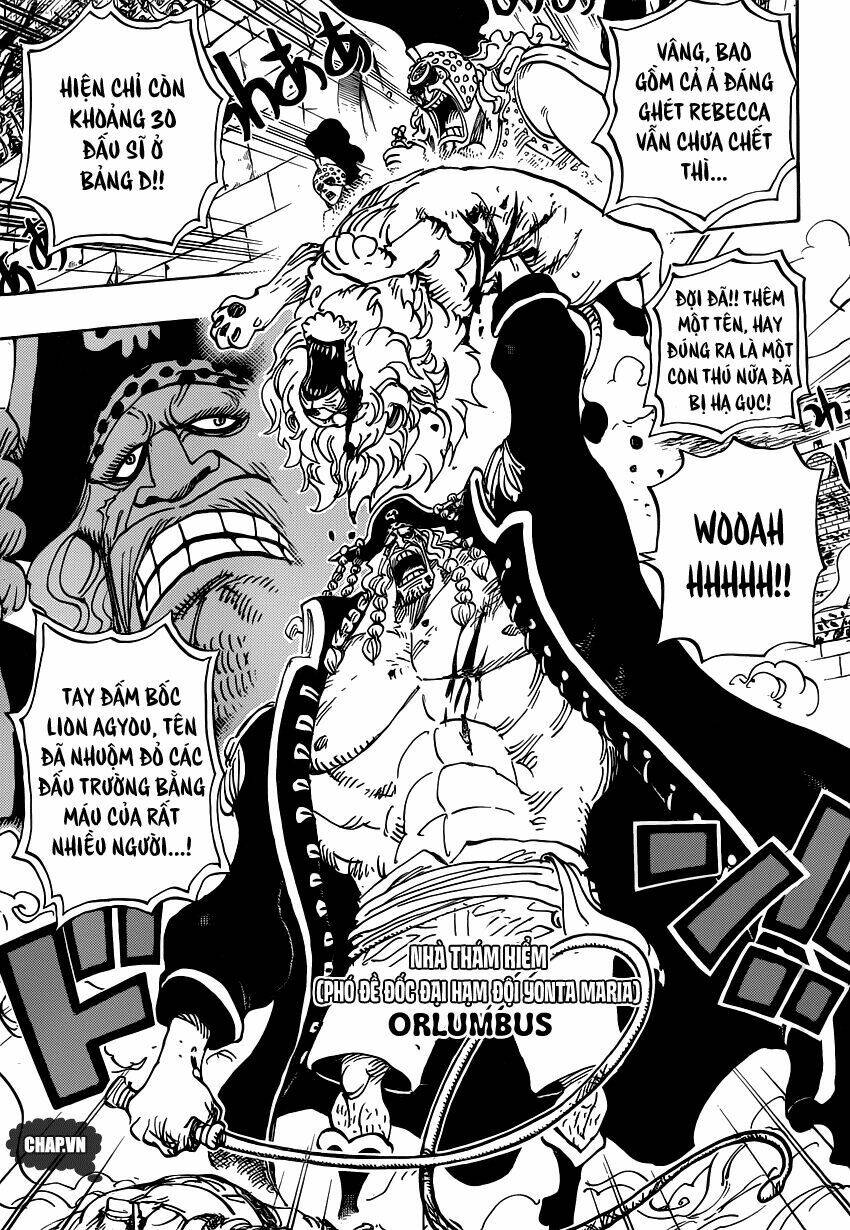 VÂNG, BAO
GỒM CẢ Ả ĐÁNG
GHÉT REBECCA
VẪN CHƯA CHẾT
THÌ...
HIỆN CHỈ CÒN
KHOẢNG 30
ĐẤU SĨ Ở
BẢNG D!!
ĐỢI ĐÃ!! THÊM
MỘT TÊN, HAY
ĐÚNG RA LÀ MỘT
CON THÚ NỮA ĐÃ
BỊ HẠ GỤC!
WOOAH
HHHHH!!
TAY ĐẤM BỐC
LION AGYOU, TÊN
ĐÃ NHUỘM ĐỎ CÁC
ĐẤU TRƯỜNG BẰNG
MÁU CỦA RẤT
NHIỀU NGƯỜI...!
NHÀ THÁM HIỂM
(PHÓ ĐỀ ĐỐC ĐẠI HẠM ĐỘI YONTA MARIA)
ORLUMBUS
ドン!!
CHAP.VN